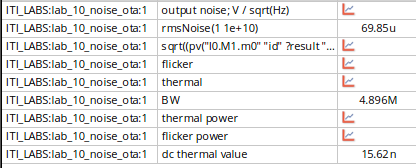 ITI_LABS:lab_10_noise_ota:1 output noise; V / sqrt(Hz)
ITI_LABS:lab_10_noise_ota:1 rmsNoise(1 1e+10) 69.85u
ITI_LABS:lab_10_noise_ota:1 sqrt((pv("I0.M1.m0" "id" ?result "...
ITI_LABS:lab_10_noise_ota:1 flicker
ITI_LABS:lab_10_noise_ota:1 thermal
ITI_LABS:lab_10_noise_ota:1 BW 4.896M
ITI_LABS:lab_10_noise_ota:1 thermal power
ITI_LABS:lab_10_noise_ota:1 flicker power
ITI_LABS:lab_10_noise_ota:1 dc thermal value 15.62n